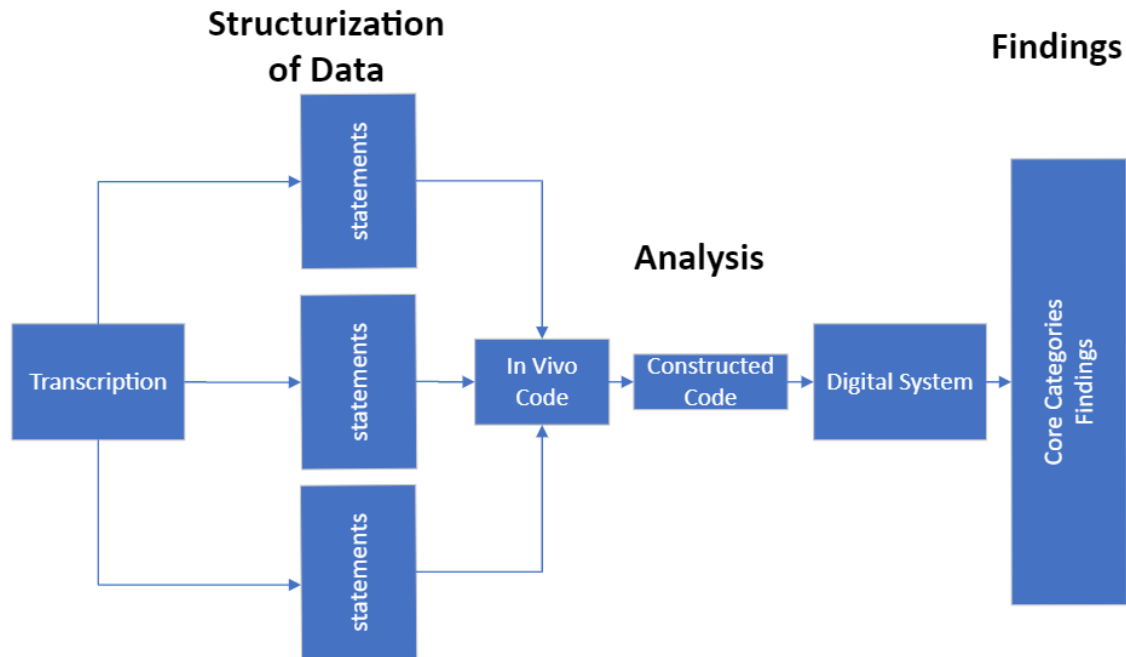 Structurization
of Data
Findings
Analysis
Transcription
statements
statements
statements
In Vivo
Code
Constructed
Code
Digital System
Core Categories
Findings